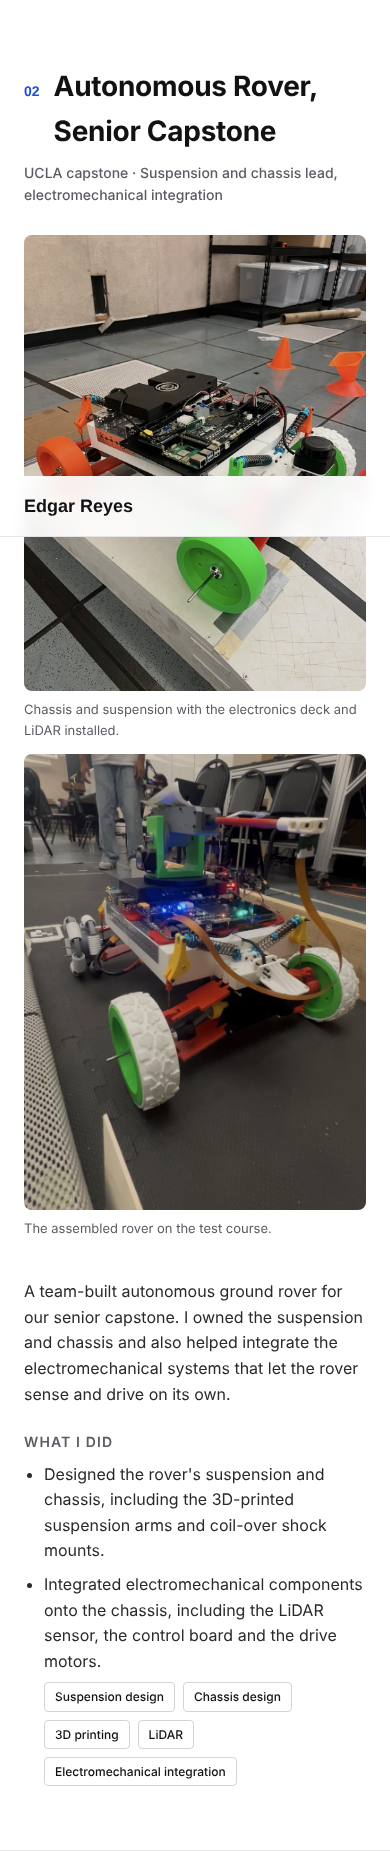 02
Autonomous Rover,
Senior Capstone
UCLA capstone · Suspension and chassis lead,
electromechanical integration
Edgar Reyes
Chassis and suspension with the electronics deck and
LiDAR installed.
The assembled rover on the test course.
A team-built autonomous ground rover for
our senior capstone. I owned the suspension
and chassis and also helped integrate the
electromechanical systems that let the rover
sense and drive on its own.
WHAT I DID
• Designed the rover's suspension and
chassis, including the 3D-printed
suspension arms and coil-over shock
mounts.
• Integrated electromechanical components
onto the chassis, including the LiDAR
sensor, the control board and the drive
motors.
Suspension design
Chassis design
3D printing
LiDAR
Electromechanical integration